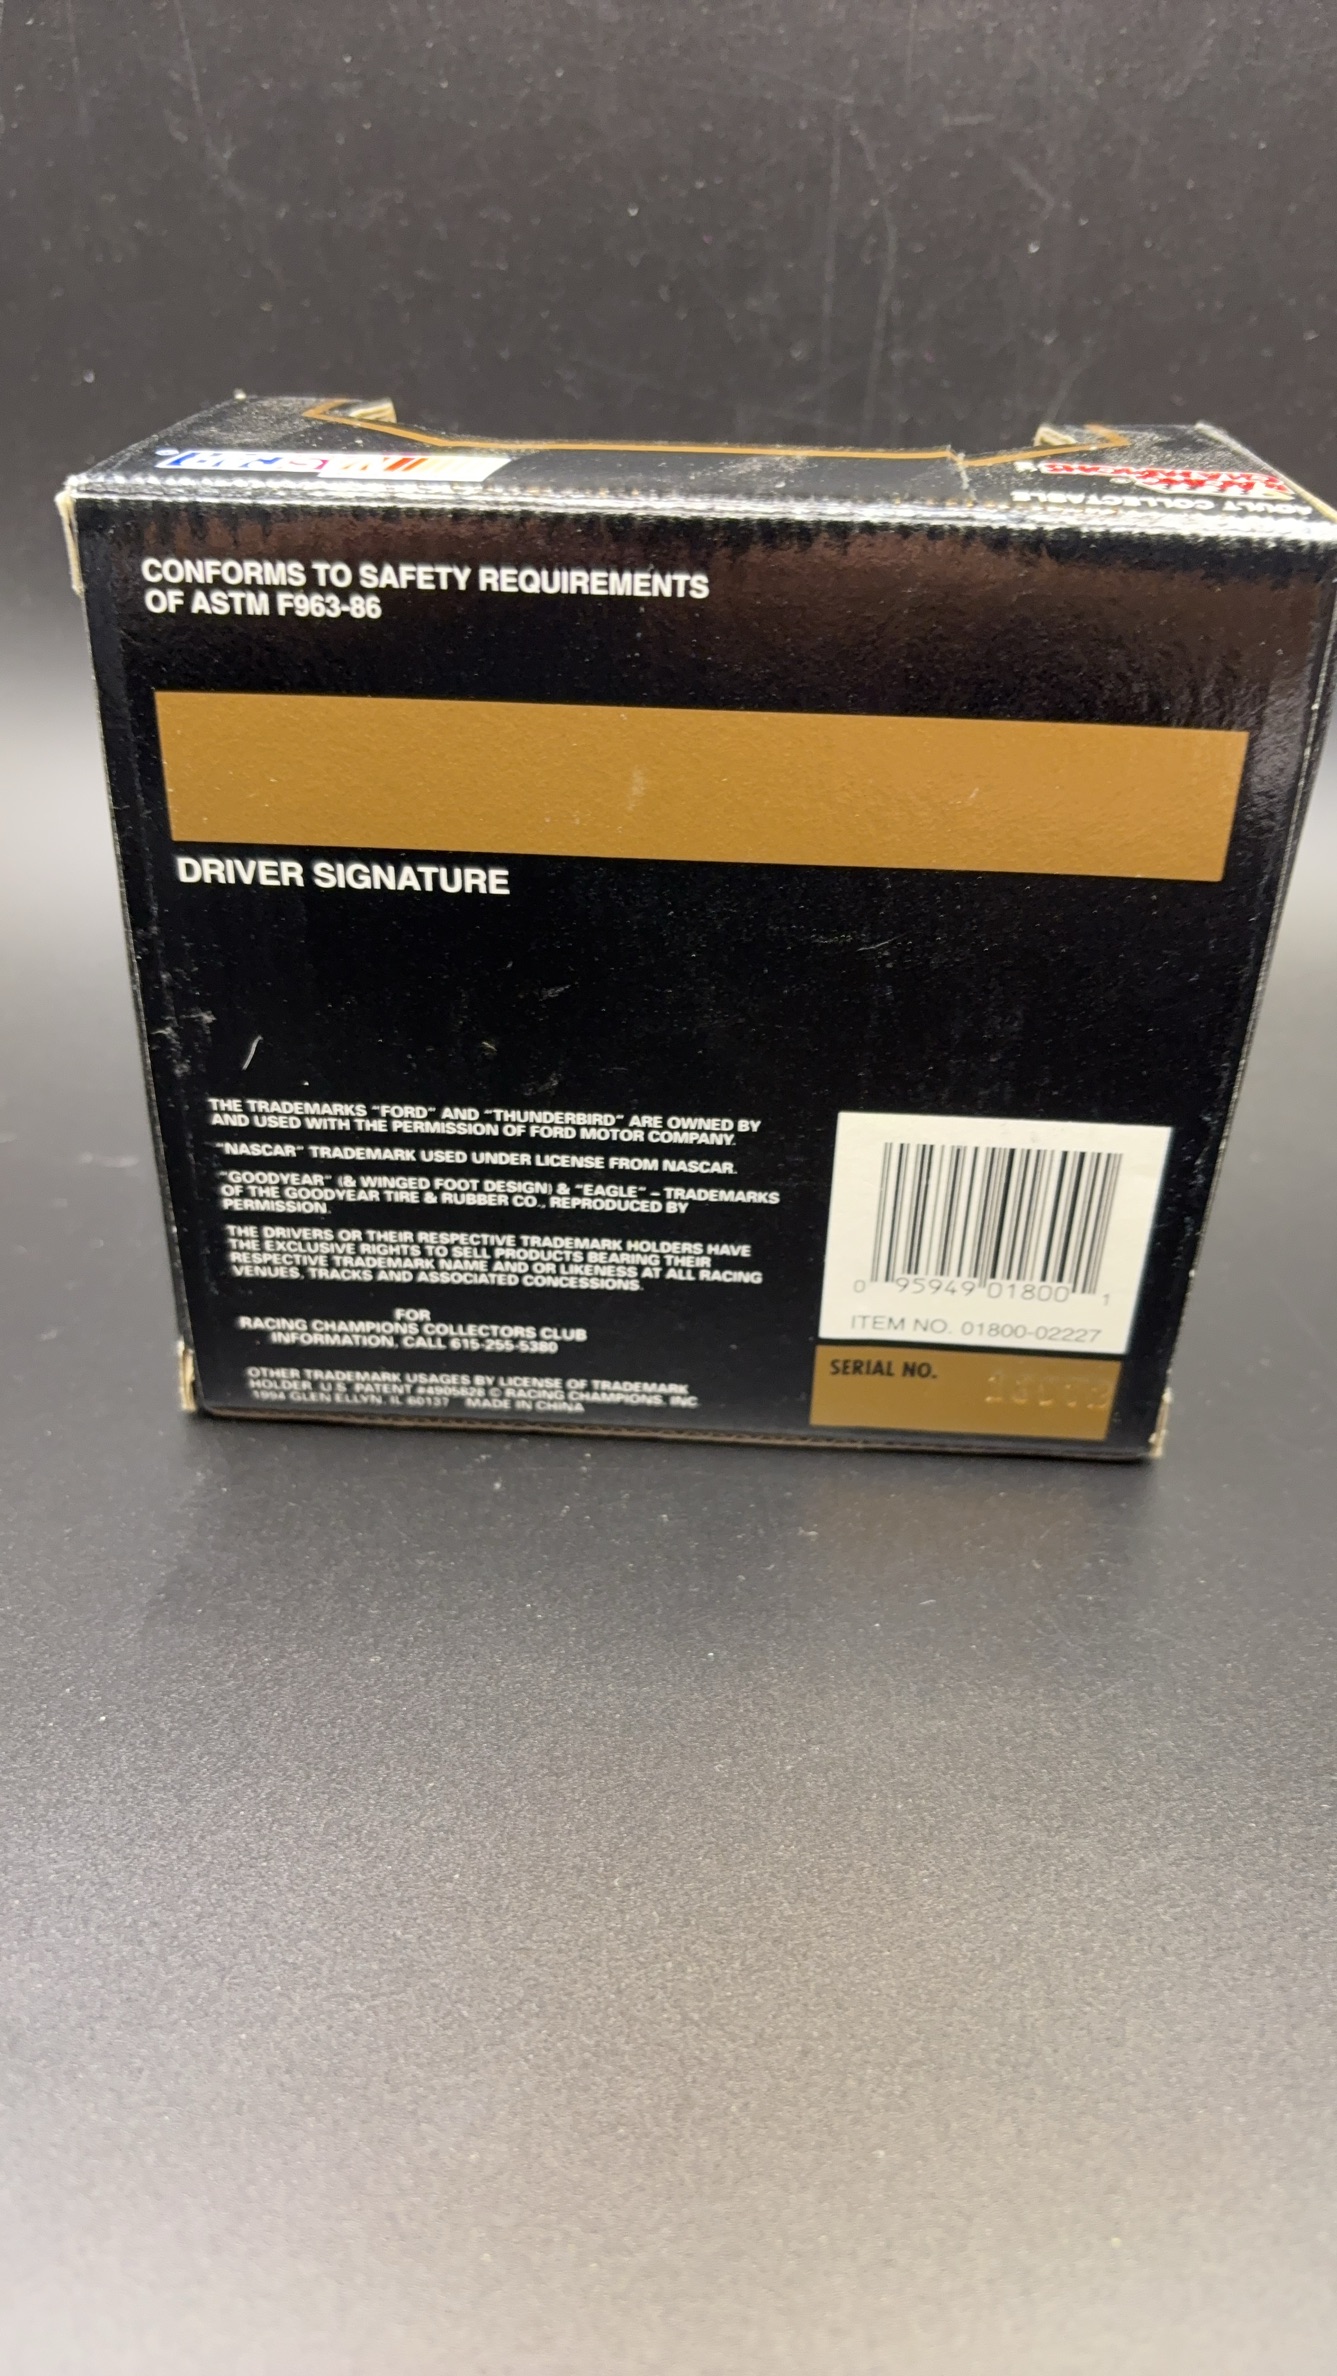 NASCAR
ADULT COLLECTABLE
CONFORMS TO SAFETY REQUIREMENTS
OF ASTM F963-86
DRIVER SIGNATURE
THE TRADEMARKS "FORD" AND "THUNDERBIRD" ARE OWNED BY
AND USED WITH THE PERMISSION OF FORD MOTOR COMPANY.
"NASCAR" TRADEMARK USED UNDER LICENSE FROM NASCAR.
"GOODYEAR" (& WINGED FOOT DESIGN) & "EAGLE" – TRADEMARKS
OF THE GOODYEAR TIRE & RUBBER CO., REPRODUCED BY
PERMISSION.
THE DRIVERS OR THEIR RESPECTIVE TRADEMARK HOLDERS HAVE
THE EXCLUSIVE RIGHTS TO SELL PRODUCTS BEARING THEIR
RESPECTIVE TRADEMARK NAME AND OR LIKENESS AT ALL RACING
VENUES, TRACKS AND ASSOCIATED CONCESSIONS.
FOR
RACING CHAMPIONS COLLECTORS CLUB
INFORMATION, CALL 615-255-5380
OTHER TRADEMARK USAGES BY LICENSE OF TRADEMARK
HOLDER. U.S. PATENT #4905828 © RACING CHAMPIONS, INC.
1994 GLEN ELLYN, IL 60137 MADE IN CHINA
0 95949 01800 1
ITEM NO. 01800-02227
SERIAL NO.